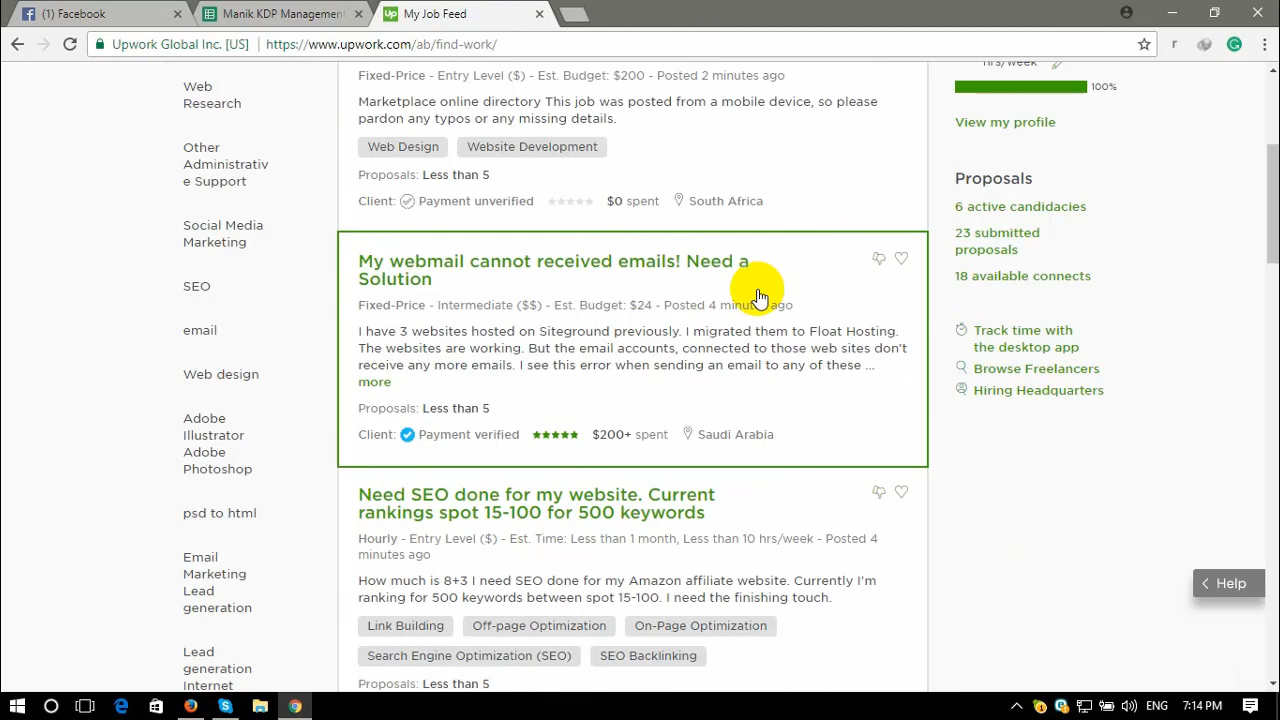 (1) Facebook
Manik KDP Management
My Job Feed
Upwork Global Inc. [US]
https://www.upwork.com/ab/find-work/
Web
Research
Other
Administrativ
e Support
Social Media
Marketing
SEO
email
Web design
Adobe
Illustrator
Adobe
Photoshop
psd to html
Email
Marketing
Lead
generation
Lead
generation
Internet
Fixed-Price - Entry Level ($) - Est. Budget: $200 - Posted 2 minutes ago
Marketplace online directory This job was posted from a mobile device, so please
pardon any typos or any missing details.
Web Design
Website Development
Proposals: Less than 5
Client: Payment unverified $0 spent South Africa
My webmail cannot received emails! Need a
Solution
Fixed-Price - Intermediate ($$) - Est. Budget: $24 - Posted 4 minutes ago
I have 3 websites hosted on Siteground previously. I migrated them to Float Hosting.
The websites are working. But the email accounts, connected to those web sites don't
receive any more emails. I see this error when sending an email to any of these ...
more
Proposals: Less than 5
Client: Payment verified $200+ spent Saudi Arabia
Need SEO done for my website. Current
rankings spot 15-100 for 500 keywords
Hourly - Entry Level ($) - Est. Time: Less than 1 month, Less than 10 hrs/week - Posted 4
minutes ago
How much is 8+3 I need SEO done for my Amazon affiliate website. Currently I'm
ranking for 500 keywords between spot 15-100. I need the finishing touch.
Link Building
Off-page Optimization
On-Page Optimization
Search Engine Optimization (SEO)
SEO Backlinking
Proposals: Less than 5
hrs/week
100%
View my profile
Proposals
6 active candidacies
23 submitted
proposals
18 available connects
Track time with
the desktop app
Browse Freelancers
Hiring Headquarters
Help
ENG
7:14 PM